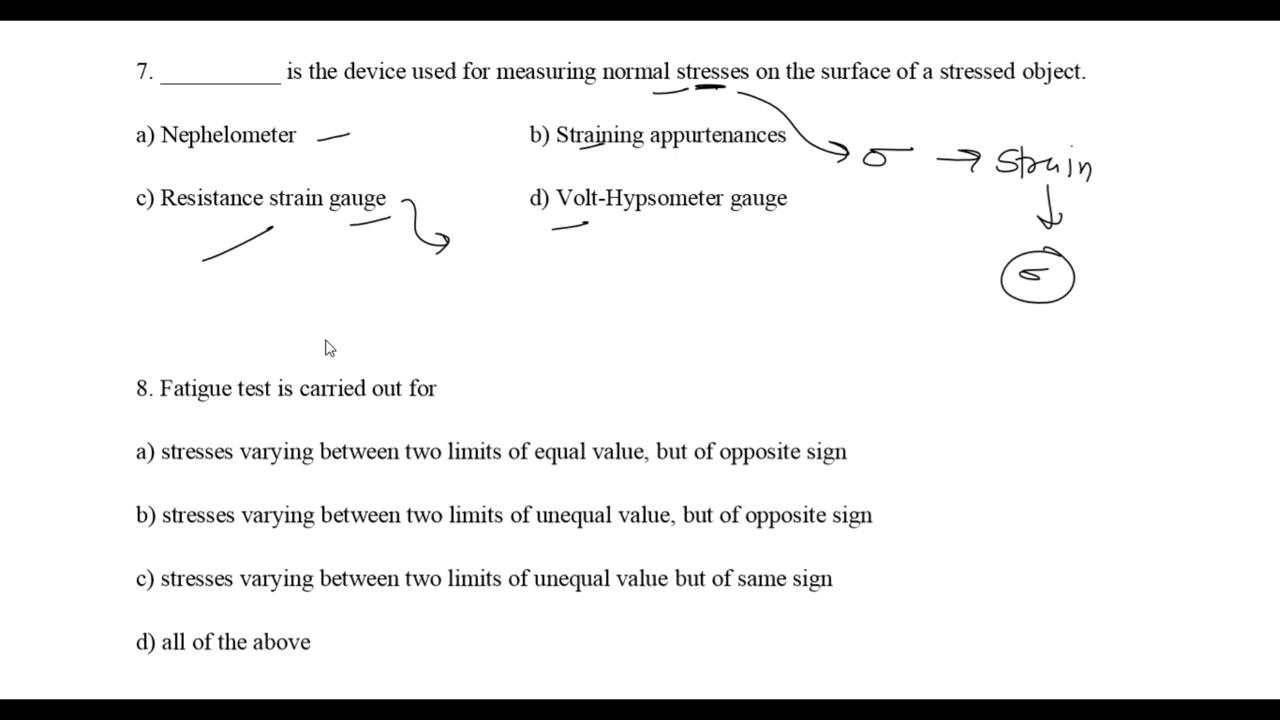 7. __________ is the device used for measuring normal stresses on the surface of a stressed object.
a) Nephelometer
b) Straining appurtenances
σ → Strain
c) Resistance strain gauge
d) Volt-Hypsometer gauge
σ
8. Fatigue test is carried out for
a) stresses varying between two limits of equal value, but of opposite sign
b) stresses varying between two limits of unequal value, but of opposite sign
c) stresses varying between two limits of unequal value but of same sign
d) all of the above